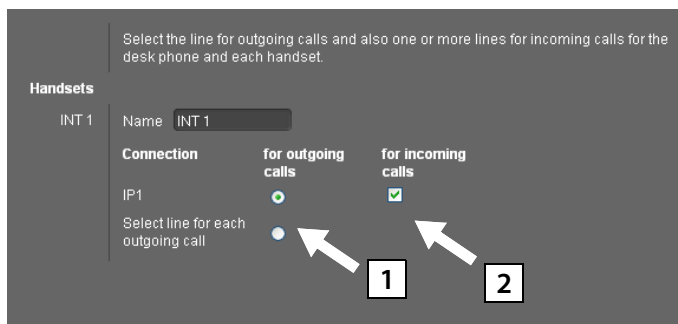 Select the line for outgoing calls and also one or more lines for incoming calls for the
desk phone and each handset.
Handsets
INT 1
Name INT 1
Connection for outgoing calls for incoming calls
IP1
Select line for each
outgoing call
1
2